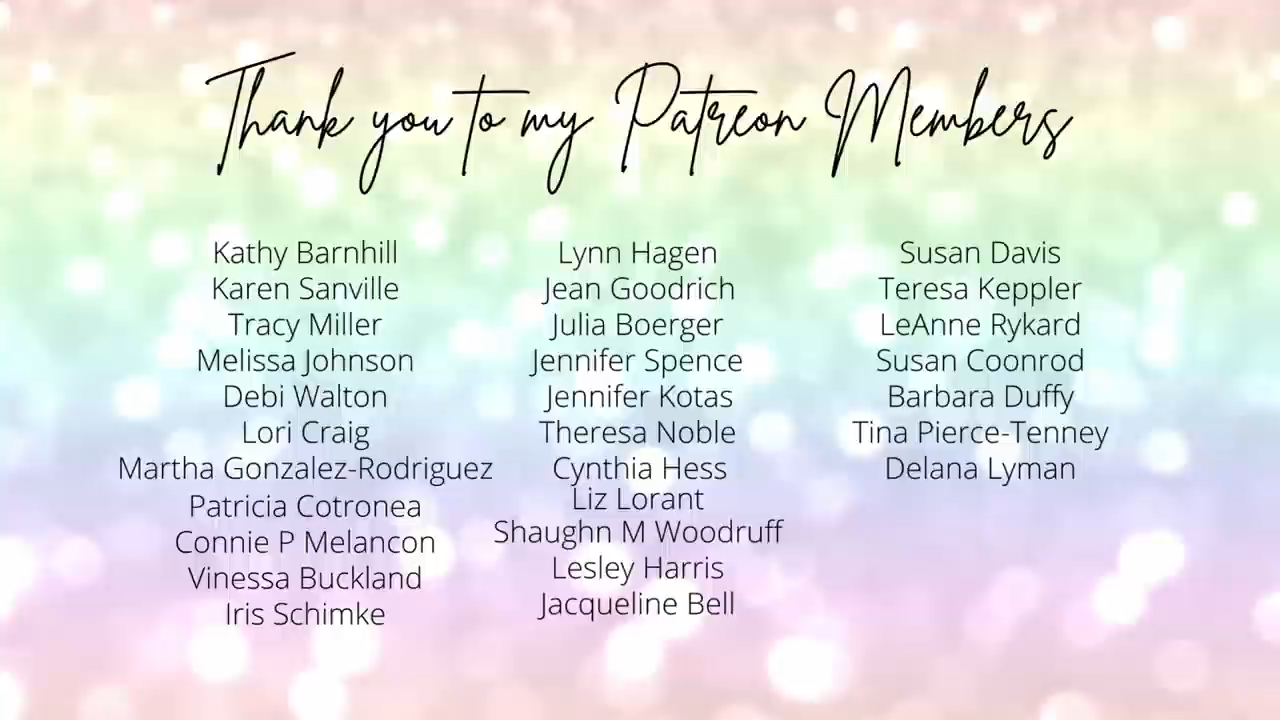 Thank you to my Patreon Members
Kathy Barnhill
Karen Sanville
Tracy Miller
Melissa Johnson
Debi Walton
Lori Craig
Martha Gonzalez-Rodriguez
Patricia Cotronea
Connie P Melancon
Vinessa Buckland
Iris Schimke
Lynn Hagen
Jean Goodrich
Julia Boerger
Jennifer Spence
Jennifer Kotas
Theresa Noble
Cynthia Hess
Liz Lorant
Shaughn M Woodruff
Lesley Harris
Jacqueline Bell
Susan Davis
Teresa Keppler
LeAnne Rykard
Susan Coonrod
Barbara Duffy
Tina Pierce-Tenney
Delana Lyman